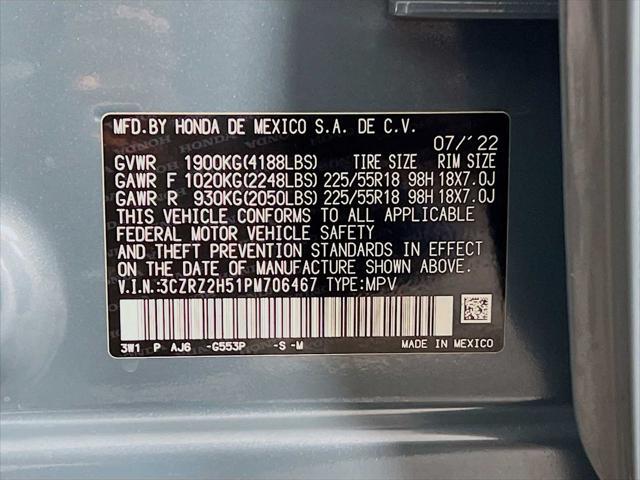 MFD.BY HONDA DE MEXICO S.A. DE C.V.
07/'22
GVWR 1900KG(4188LBS) TIRE SIZE RIM SIZE
GAWR F 1020KG(2248LBS) 225/55R18 98H 18X7.0J
GAWR R 930KG(2050LBS) 225/55R18 98H 18X7.0J
THIS VEHICLE CONFORMS TO ALL APPLICABLE
FEDERAL MOTOR VEHICLE SAFETY
AND THEFT PREVENTION STANDARDS IN EFFECT
ON THE DATE OF MANUFACTURE SHOWN ABOVE.
V.I.N.:3CZRZ2H51PM706467 TYPE:MPV
3W1 P AJ6 -G553P -S -M MADE IN MEXICO